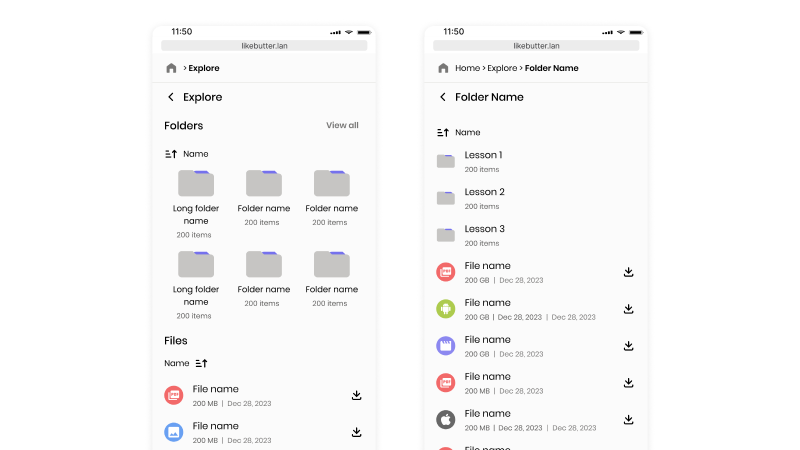 11:50
likebutter.lan
> Explore
Explore
Folders View all
Name
Long folder name
200 items
Folder name
200 items
Folder name
200 items
Long folder name
200 items
Folder name
200 items
Folder name
200 items
Files
Name
File name
200 MB | Dec 28, 2023
File name
200 MB | Dec 28, 2023
11:50
likebutter.lan
Home > Explore > Folder Name
Folder Name
Name
Lesson 1
200 items
Lesson 2
200 items
Lesson 3
200 items
File name
200 GB | Dec 28, 2023
File name
200 GB | Dec 28, 2023 | Dec 28, 2023
File name
200 GB | Dec 28, 2023
File name
200 MB | Dec 28, 2023
File name
200 MB | Dec 28, 2023 | Dec 28, 2023